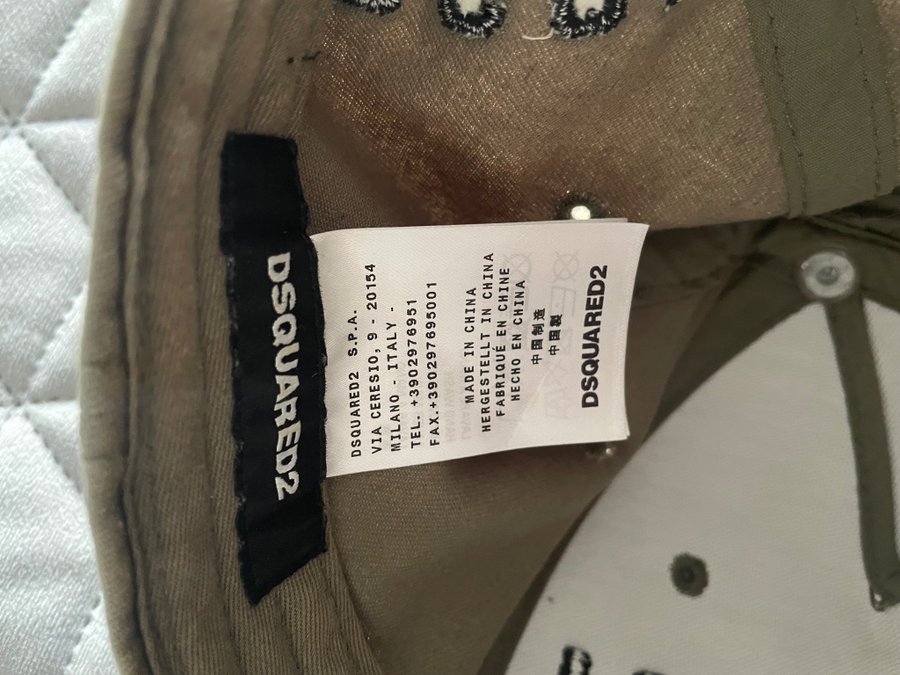 DSQUARED2
DSQUARED2 S.P.A.
VIA CERESIO, 9 - 20154
MILANO - ITALY -
TEL. +3902976951
FAX.+390297695001
MADE IN CHINA
HERGESTELLT IN CHINA
FABRIQUÉ EN CHINE
HECHO EN CHINA
中国制造
中国製
DSQUARED2